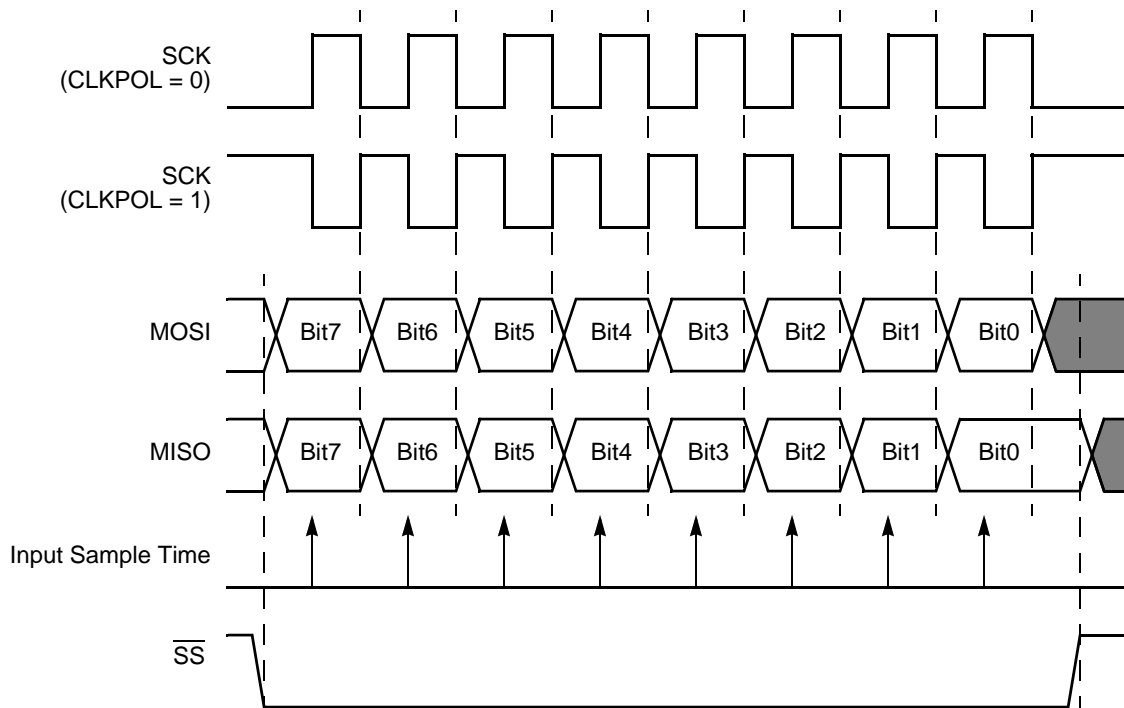 SCK
(CLKPOL = 0)
SCK
(CLKPOL = 1)
MOSI
Bit7 Bit6 Bit5 Bit4 Bit3 Bit2 Bit1 Bit0
MISO
Bit7 Bit6 Bit5 Bit4 Bit3 Bit2 Bit1 Bit0
Input Sample Time
S̅S̅